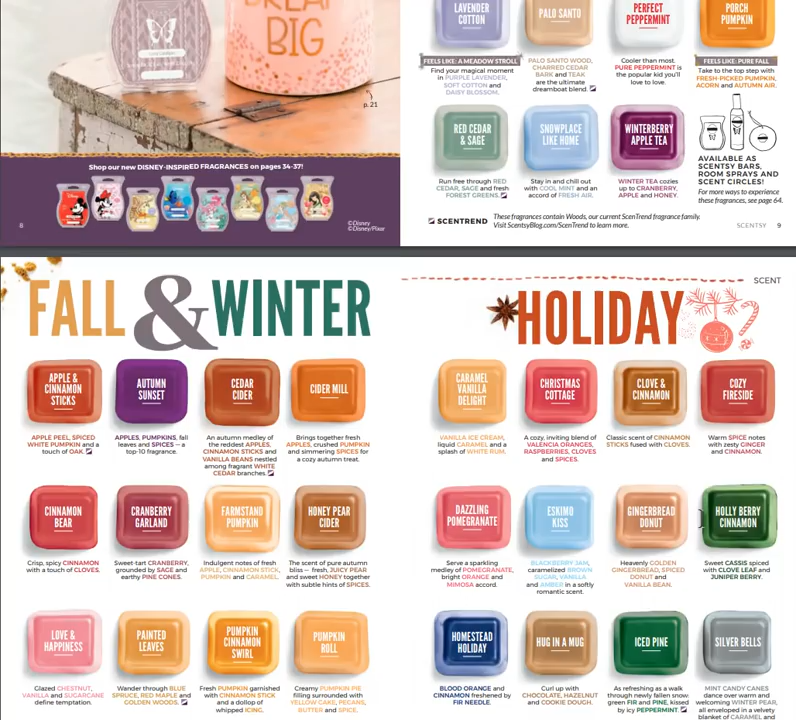 DREAM
BIG
p. 21
Shop our new DISNEY-INSPIRED FRAGRANCES on pages 34-37!
©Disney
©Disney/Pixar
8
LAVENDER
COTTON
PALO SANTO
PERFECT
PEPPERMINT
PORCH
PUMPKIN
FEELS LIKE: A MEADOW STROLL
Find your magical moment
in PURPLE LAVENDER,
SOFT COTTON and
DAISY BLOSSOM.
PALO SANTO WOOD,
CHARRED CEDAR
BARK and TEAK
are the ultimate
dreamboat blend.
Cooler than most.
PURE PEPPERMINT is
the popular kid you'll
love to love.
FEELS LIKE: PURE FALL
Take to the top step with
FRESH-PICKED PUMPKIN,
ACORN and AUTUMN AIR.
RED CEDAR
& SAGE
SNOWPLACE
LIKE HOME
WINTERBERRY
APPLE TEA
Run free through RED
CEDAR, SAGE and fresh
FOREST GREENS.
Stay in and chill out
with COOL MINT and an
accord of FRESH AIR.
WINTER TEA cozies
up to CRANBERRY,
APPLE and HONEY.
AVAILABLE AS
SCENTSY BARS,
ROOM SPRAYS AND
SCENT CIRCLES!
For more ways to experience
these fragrances, see page 64.
SCENTREND
These fragrances contain Woods, our current ScenTrend fragrance family.
Visit ScentsyBlog.com/ScenTrend to learn more.
SCENTSY 9
FALL & WINTER
APPLE &
CINNAMON
STICKS
AUTUMN
SUNSET
CEDAR
CIDER
CIDER MILL
APPLE PEEL, SPICED
WHITE PUMPKIN and a
touch of OAK.
APPLES, PUMPKINS, fall
leaves and SPICES — a
top-10 fragrance.
An autumn medley of
the reddest APPLES,
CINNAMON STICKS and
VANILLA BEANS nestled
among fragrant WHITE
CEDAR branches.
Brings together fresh
APPLES, crushed PUMPKIN
and simmering SPICES for
a cozy autumn treat.
CINNAMON
BEAR
CRANBERRY
GARLAND
FARMSTAND
PUMPKIN
HONEY PEAR
CIDER
Crisp, spicy CINNAMON
with a touch of CLOVES.
Sweet-tart CRANBERRY,
grounded by SAGE and
earthy PINE CONES.
Indulgent notes of fresh
APPLE, CINNAMON STICK,
PUMPKIN and CARAMEL.
The scent of pure autumn
bliss — fresh, JUICY PEAR
and sweet HONEY together
with subtle hints of SPICES.
LOVE &
HAPPINESS
PAINTED
LEAVES
PUMPKIN
CINNAMON
SWIRL
PUMPKIN
ROLL
Glazed CHESTNUT,
VANILLA and SUGARCANE
define temptation.
Wander through BLUE
SPRUCE, RED MAPLE and
GOLDEN WOODS.
Fresh PUMPKIN garnished
with CINNAMON STICK
and a dollop of
whipped ICING.
Creamy PUMPKIN PIE
filling surrounded with
YELLOW CAKE, PECANS,
BUTTER and SPICE.
SCENT
HOLIDAY
CARAMEL
VANILLA
DELIGHT
CHRISTMAS
COTTAGE
CLOVE &
CINNAMON
COZY
FIRESIDE
VANILLA ICE CREAM,
liquid CARAMEL and a
splash of WHITE RUM.
A cozy, inviting blend of
VALENCIA ORANGES,
RASPBERRIES, CLOVES
and SPICES.
Classic scent of CINNAMON
STICKS fused with CLOVES.
Warm SPICE notes
with zesty GINGER
and CINNAMON.
DAZZLING
POMEGRANATE
ESKIMO
KISS
GINGERBREAD
DONUT
HOLLY BERRY
CINNAMON
Serve a sparkling
medley of POMEGRANATE,
bright ORANGE and
MIMOSA accord.
BLACKBERRY JAM,
caramelized BROWN
SUGAR, VANILLA
and AMBER in a softly
romantic scent.
Heavenly GOLDEN
GINGERBREAD, SPICED
DONUT and
VANILLA BEAN.
Sweet CASSIS spiced
with CLOVE LEAF and
JUNIPER BERRY.
HOMESTEAD
HOLIDAY
HUG IN A MUG
ICED PINE
SILVER BELLS
BLOOD ORANGE and
CINNAMON freshened by
FIR NEEDLE.
Curl up with
CHOCOLATE, HAZELNUT
and COOKIE DOUGH.
As refreshing as a walk
through newly fallen snow:
green FIR and PINE, kissed
by icy PEPPERMINT.
MINT CANDY CANES
dance over warm and
welcoming WINTER PEAR,
all enveloped in a velvety
blanket of CARAMEL and